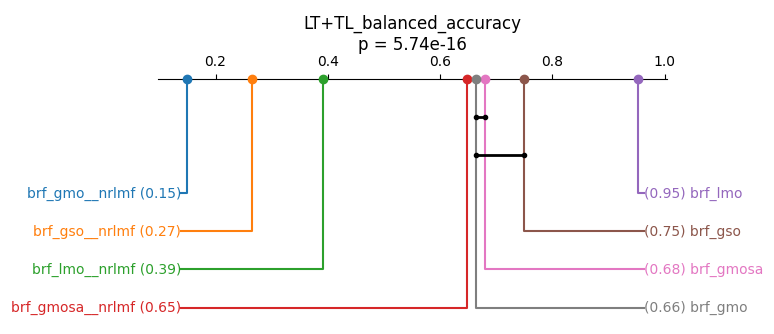 LT+TL_balanced_accuracy
p = 5.74e-16
0.2 0.4 0.6 0.8 1.0
brf_gmo__nrlmf (0.15) (0.95) brf_lmo
brf_gso__nrlmf (0.27) (0.75) brf_gso
brf_lmo__nrlmf (0.39) (0.68) brf_gmosa
brf_gmosa__nrlmf (0.65) (0.66) brf_gmo